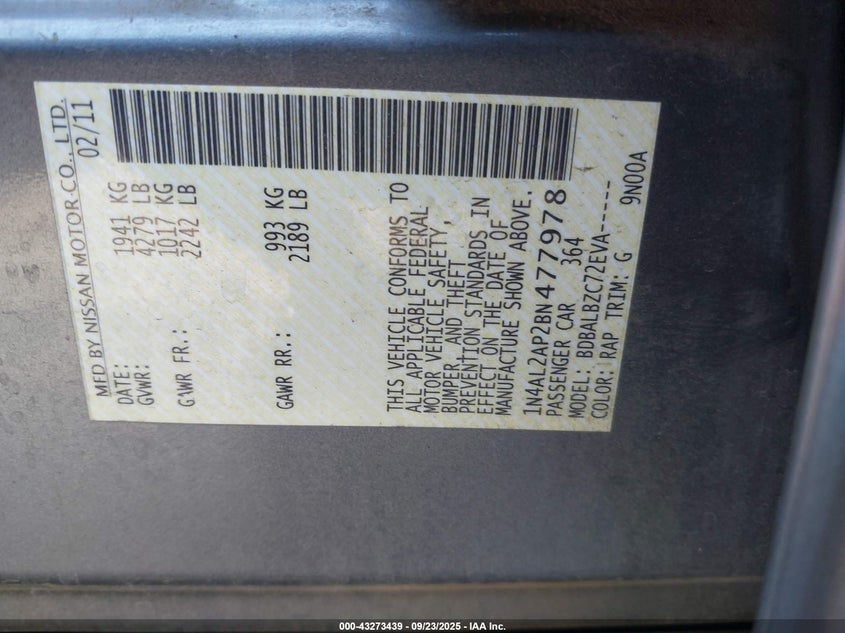 MFD BY NISSAN MOTOR CO., LTD.
DATE: 02/11
GVWR: 1941 KG
4279 LB
GAWR FR.: 1017 KG
2242 LB
GAWR RR.: 993 KG
2189 LB
THIS VEHICLE CONFORMS TO
ALL APPLICABLE FEDERAL
MOTOR VEHICLE SAFETY,
BUMPER, AND THEFT
PREVENTION STANDARDS IN
EFFECT ON THE DATE OF
MANUFACTURE SHOWN ABOVE.
1N4AL2AP2BN477978
PASSENGER CAR 364
MODEL: BDBALBZC72EVA-----
COLOR: RAP TRIM: G 9N00A
000-43273439 - 09/23/2025 - IAA Inc.